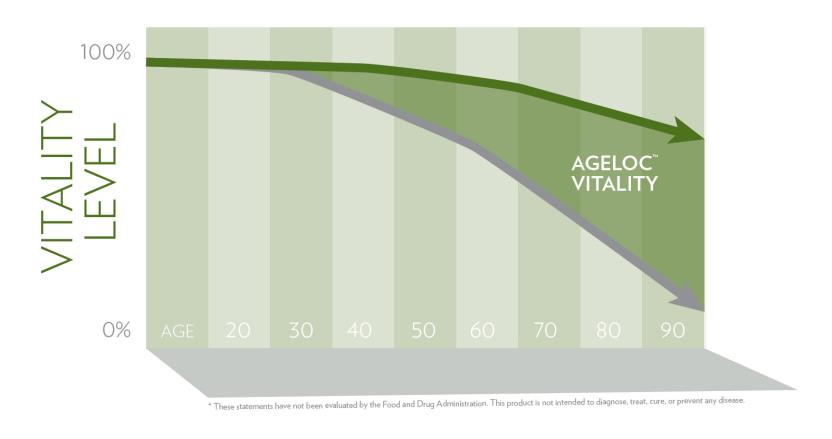 100%
VITALITY
LEVEL
AGELOC™
VITALITY
0%
AGE 20 30 40 50 60 70 80 90
* These statements have not been evaluated by the Food and Drug Administration. This product is not intended to diagnose, treat, cure, or prevent any disease.